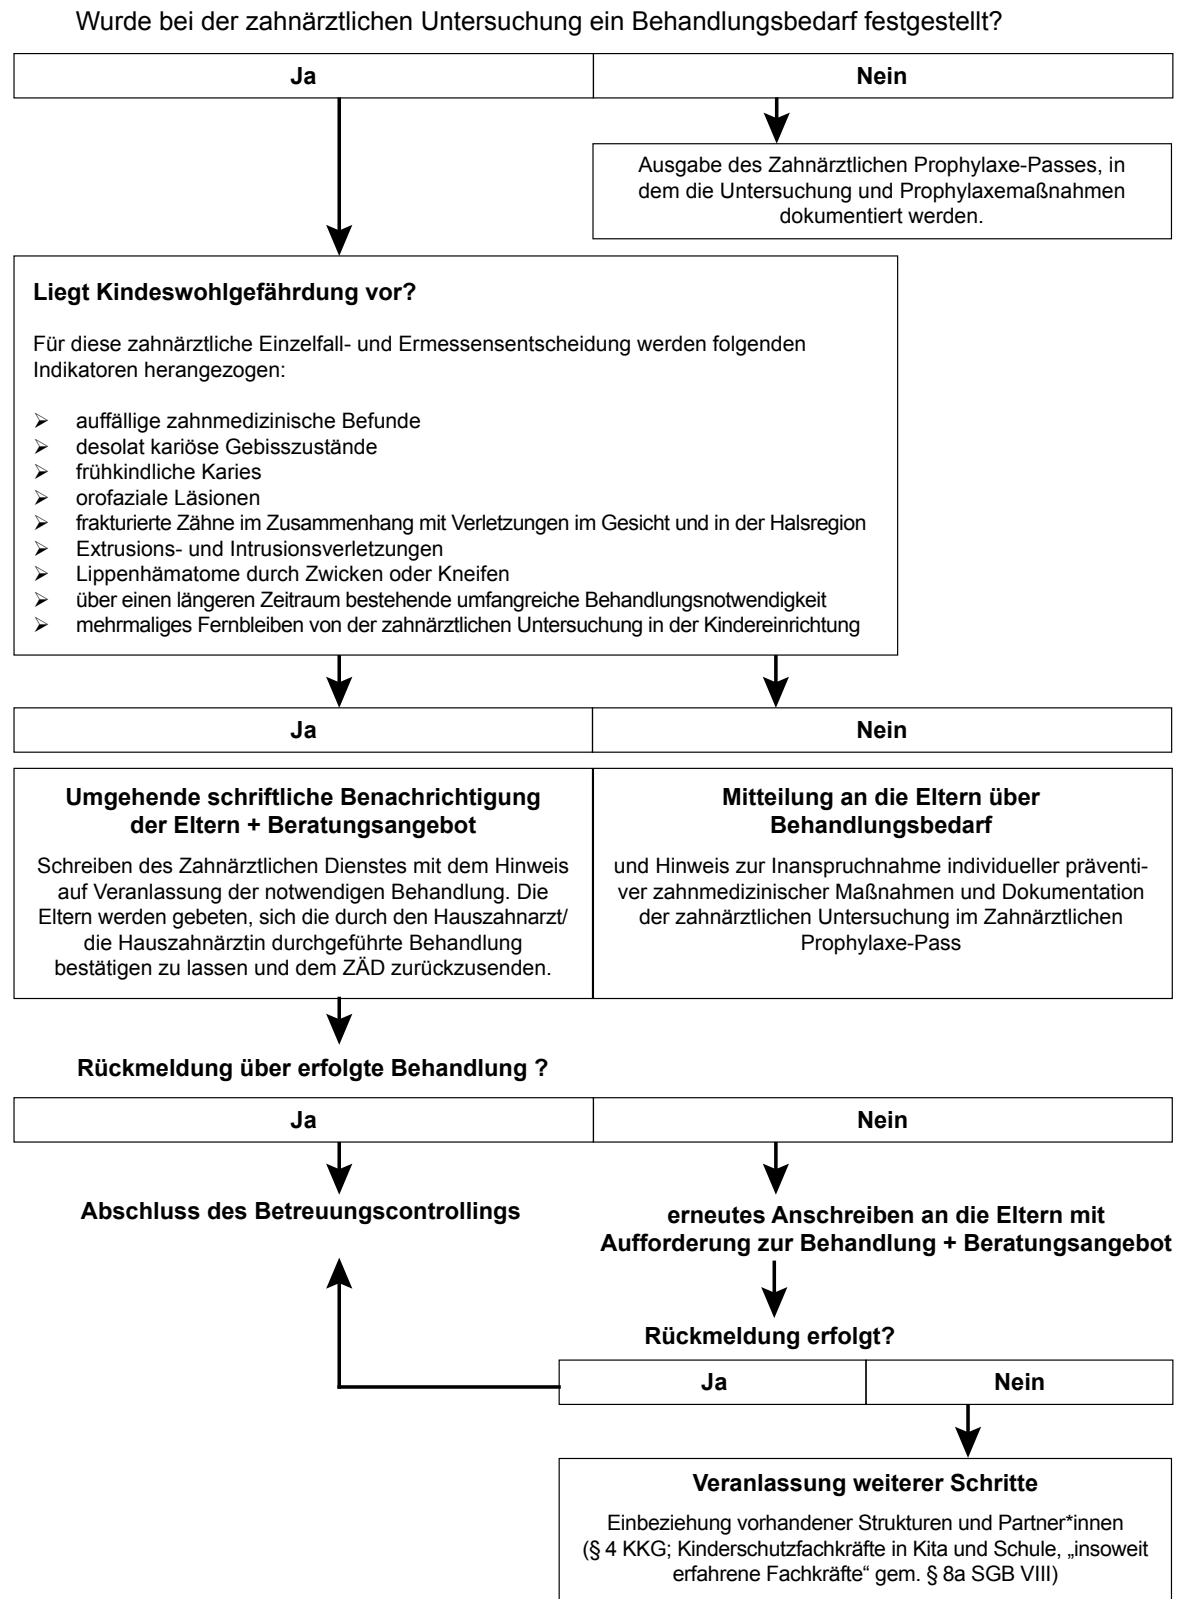 Wurde bei der zahnärztlichen Untersuchung ein Behandlungsbedarf festgestellt?
Ja
Nein
Ausgabe des Zahnärztlichen Prophylaxe-Passes, in
dem die Untersuchung und Prophylaxemaßnahmen
dokumentiert werden.
Liegt Kindeswohlgefährdung vor?
Für diese zahnärztliche Einzelfall- und Ermessensentscheidung werden folgenden
Indikatoren herangezogen:
➢ auffällige zahnmedizinische Befunde
➢ desolat kariöse Gebisszustände
➢ frühkindliche Karies
➢ orofaziale Läsionen
➢ frakturierte Zähne im Zusammenhang mit Verletzungen im Gesicht und in der Halsregion
➢ Extrusions- und Intrusionsverletzungen
➢ Lippenhämatome durch Zwicken oder Kneifen
➢ über einen längeren Zeitraum bestehende umfangreiche Behandlungsnotwendigkeit
➢ mehrmaliges Fernbleiben von der zahnärztlichen Untersuchung in der Kindereinrichtung
Ja
Nein
Umgehende schriftliche Benachrichtigung
der Eltern + Beratungsangebot
Schreiben des Zahnärztlichen Dienstes mit dem Hinweis
auf Veranlassung der notwendigen Behandlung. Die
Eltern werden gebeten, sich die durch den Hauszahnarzt/
die Hauszahnärztin durchgeführte Behandlung
bestätigen zu lassen und dem ZÄD zurückzusenden.
Mitteilung an die Eltern über
Behandlungsbedarf
und Hinweis zur Inanspruchnahme individueller präventi-
ver zahnmedizinischer Maßnahmen und Dokumentation
der zahnärztlichen Untersuchung im Zahnärztlichen
Prophylaxe-Pass
Rückmeldung über erfolgte Behandlung ?
Ja
Nein
Abschluss des Betreuungscontrollings
erneutes Anschreiben an die Eltern mit
Aufforderung zur Behandlung + Beratungsangebot
Rückmeldung erfolgt?
Ja
Nein
Veranlassung weiterer Schritte
Einbeziehung vorhandener Strukturen und Partner*innen
(§ 4 KKG; Kinderschutzfachkräfte in Kita und Schule, „insoweit
erfahrene Fachkräfte“ gem. § 8a SGB VIII)